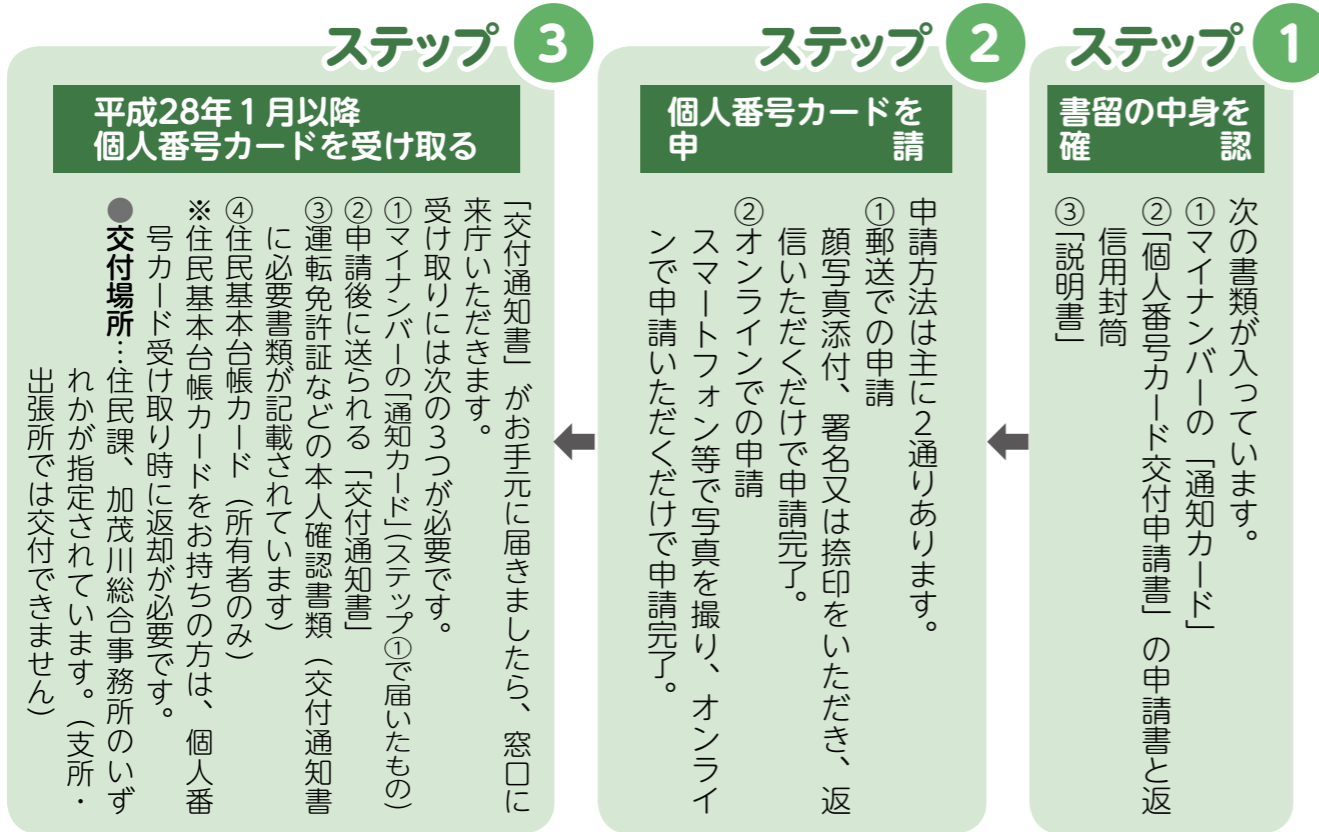 ステップ 1
書留の中身を
確認
次の書類が入っています。
①マイナンバーの「通知カード」
②「個人番号カード交付申請書」の申請書と返
信用封筒
③「説明書」
ステップ 2
個人番号カードを
申請
申請方法は主に2通りあります。
①郵送での申請
顔写真添付、署名又は捺印をいただき、返
信いただくだけで申請完了。
②オンラインでの申請
スマートフォン等で写真を撮り、オンライ
ンで申請いただくだけで申請完了。
ステップ 3
平成28年1月以降
個人番号カードを受け取る
「交付通知書」がお手元に届きましたら、窓口に
来庁いただきます。
受け取りには次の3つが必要です。
①マイナンバーの「通知カード」(ステップ①で届いたもの)
②申請後に送られる「交付通知書」
③運転免許証などの本人確認書類(交付通知書
に必要書類が記載されています)
④住民基本台帳カード(所有者のみ)
※住民基本台帳カードをお持ちの方は、個人番
号カード受け取り時に返却が必要です。
●交付場所…住民課、加茂川総合事務所のいず
れかが指定されています。(支所・
出張所では交付できません)